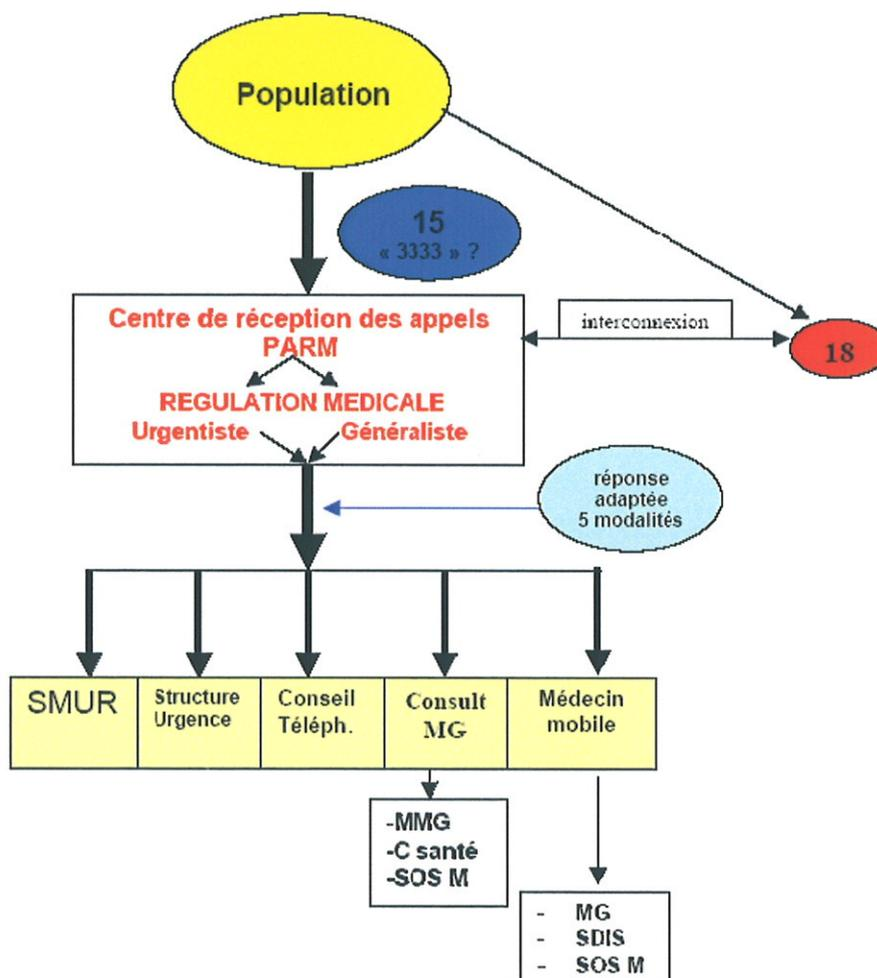 Population
15
« 3333 » ?
Centre de réception des appels
PARM
REGULATION MEDICALE
Urgentiste Généraliste
interconnexion
18
réponse
adaptée
5 modalités
SMUR
Structure
Urgence
Conseil
Téléph.
Consult
MG
Médecin
mobile
-MMG
-C santé
-SOS M
- MG
- SDIS
- SOS M